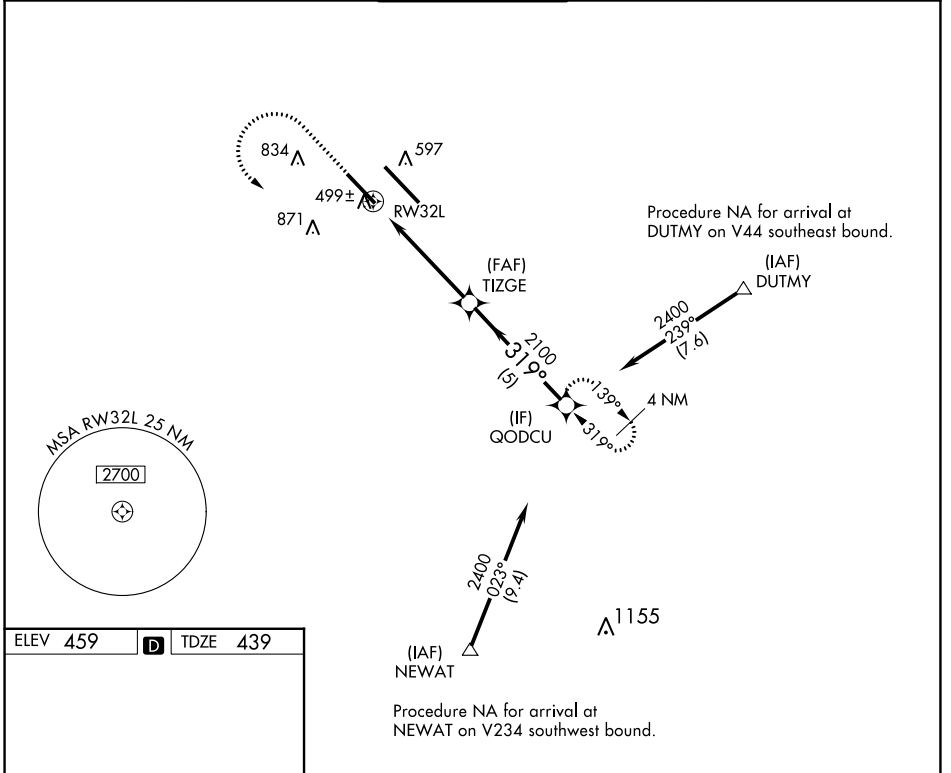 834
597
499±
RW32L
871
Procedure NA for arrival at
DUTMY on V44 southeast bound.
(IAF)
DUTMY
(FAF)
TIZGE
2400
239°
(7.6)
2100
319°
(5)
139°
4 NM
319°
(IF)
QODCU
MSA RW32L 25 NM
2700
2400
023°
(9.4)
1155
(IAF)
NEWAT
Procedure NA for arrival at
NEWAT on V234 southwest bound.
ELEV 459 D TDZE 439